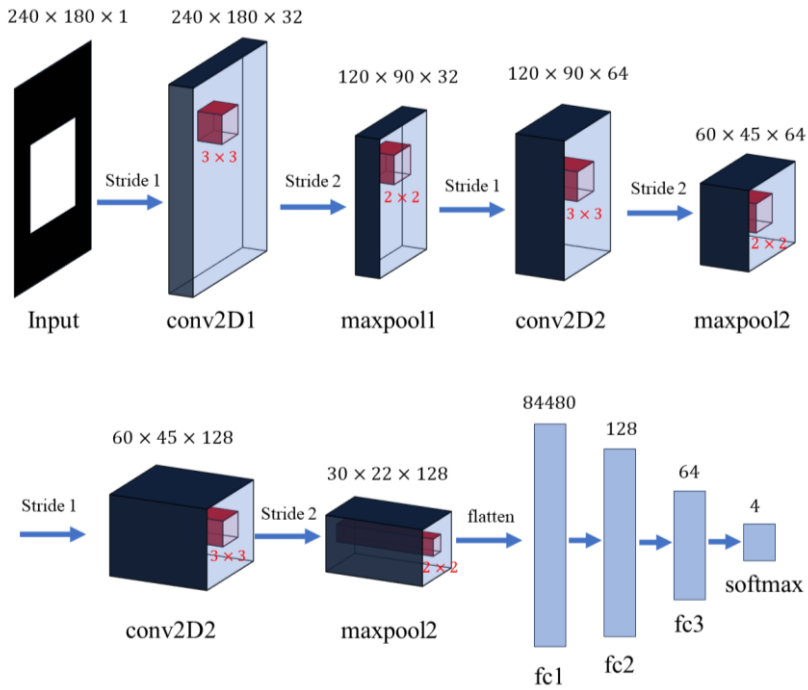 240 × 180 × 1
240 × 180 × 32
120 × 90 × 32
120 × 90 × 64
60 × 45 × 64
3 × 3
2 × 2
3 × 3
2 × 2
Stride 1
Stride 2
Stride 1
Stride 2
Input
conv2D1
maxpool1
conv2D2
maxpool2
60 × 45 × 128
30 × 22 × 128
84480
128
64
4
Stride 1
Stride 2
flatten
3 × 3
2 × 2
conv2D2
maxpool2
fc1
fc2
fc3
softmax